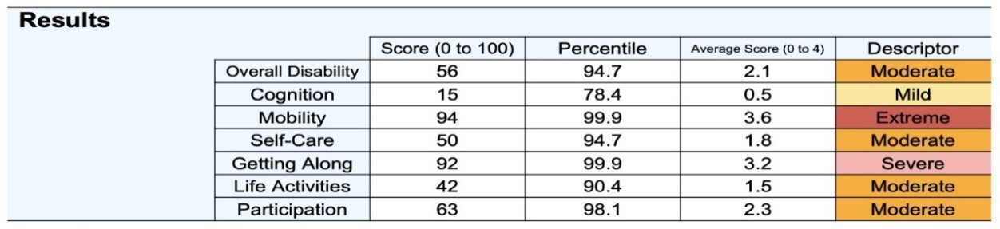 Results
Score (0 to 100) Percentile Average Score (0 to 4) Descriptor
Overall Disability 56 94.7 2.1 Moderate
Cognition 15 78.4 0.5 Mild
Mobility 94 99.9 3.6 Extreme
Self-Care 50 94.7 1.8 Moderate
Getting Along 92 99.9 3.2 Severe
Life Activities 42 90.4 1.5 Moderate
Participation 63 98.1 2.3 Moderate